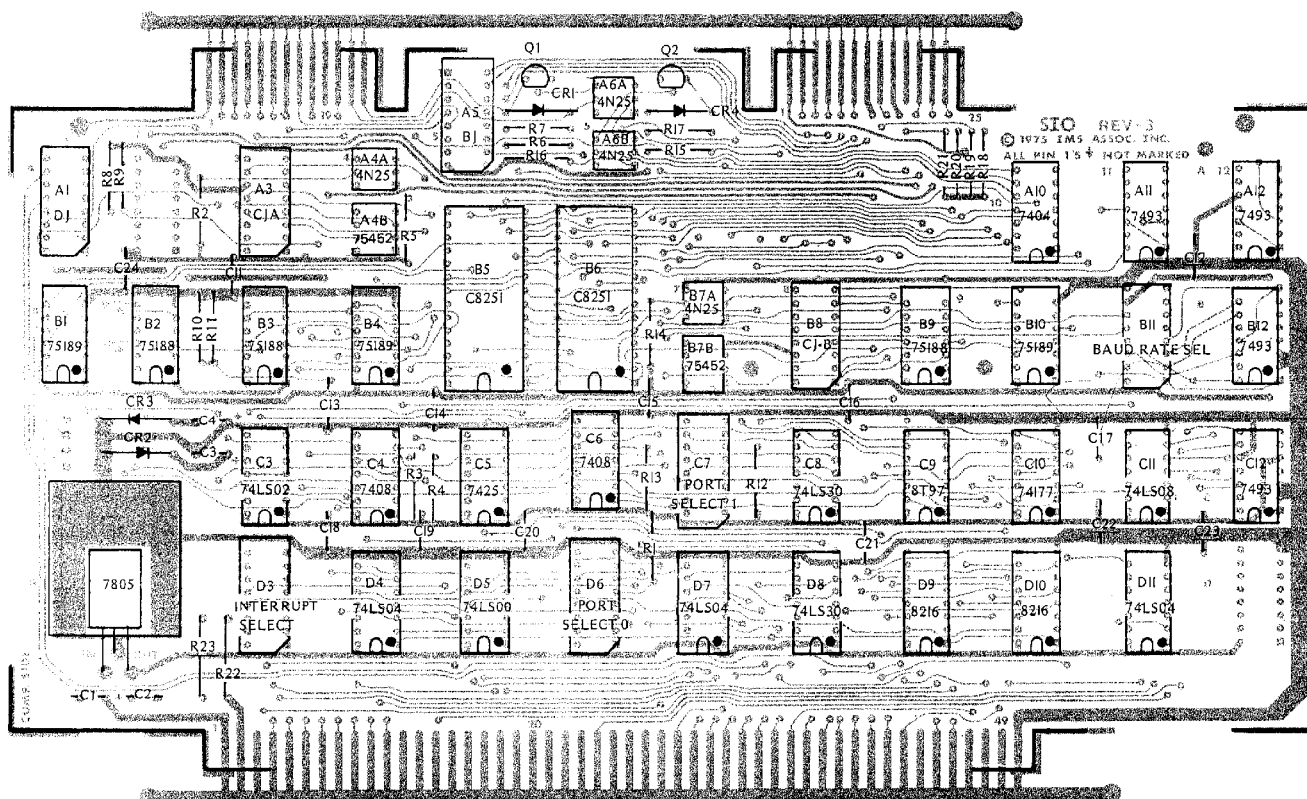 Q1
Q2
A5
BJ
CR1
A6A
4N25
CR4
R7
R6
R16
A6B
4N25
R17
R15
25
SIO REV-3
© 1975 IMS ASSOC. INC.
ALL PIN 1'S NOT MARKED
A1
DJ
R8
R9
R2
A3
CJA
A4A
4N25
A4B
75452
R5
R21
R20
R19
R18
10
A10
7404
11
A11
7493
A
12
A12
7493
C24
C11
C12
B1
75189
B2
75188
R10
R11
B3
75188
B4
75189
B5
C8251
B6
C8251
R14
B7A
4N25
B7B
75452
B8
CJ-B
B9
75188
B10
75189
B11
BAUD RATE SEL
B12
7493
CR3
C4
CR2
C3
C13
C14
C15
C16
C17
C3
74LS02
C4
7408
R3
R4
C5
7425
C6
7408
R13
C7
PORT
SELECT 1
R12
C8
74LS30
C9
8T97
C10
74177
C11
74LS08
C12
7493
C18
C19
C20
R1
C21
C22
C23
7805
D3
INTERRUPT
SELECT
D4
74LS04
D5
74LS00
D6
PORT
SELECT 0
D7
74LS04
D8
74LS30
D9
8216
D10
8216
D11
74LS04
R23
R22
C1
C2
49